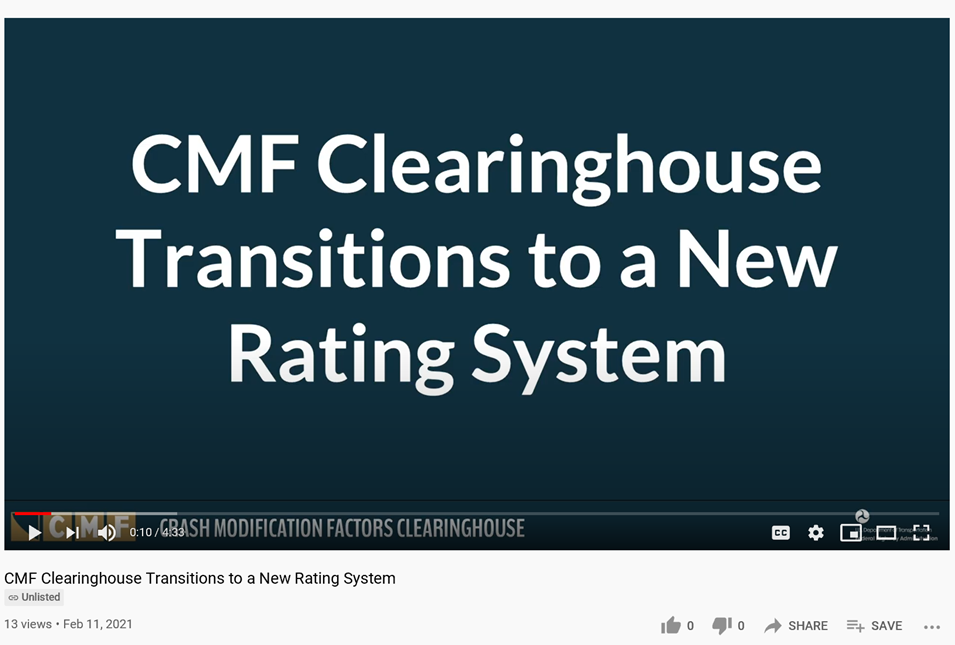 CMF Clearinghouse
Transitions to a New
Rating System
CMF CRASH MODIFICATION FACTORS CLEARINGHOUSE
0:10 / 4:33
CC
CMF Clearinghouse Transitions to a New Rating System
Unlisted
13 views • Feb 11, 2021
0 0 SHARE SAVE